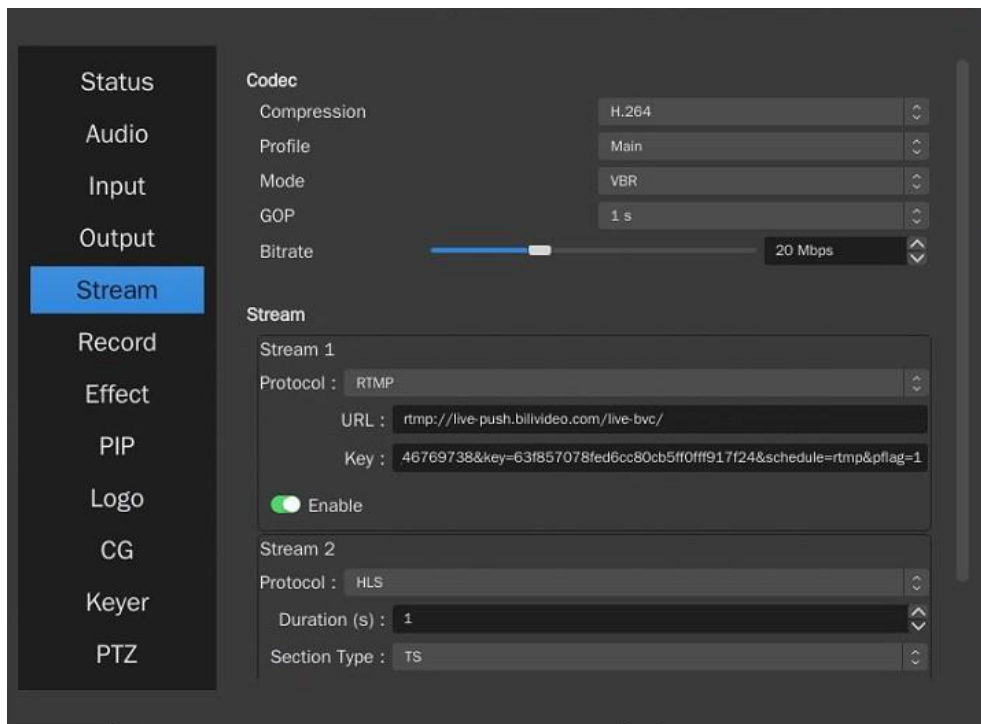 Status
Audio
Input
Output
Stream
Record
Effect
PIP
Logo
CG
Keyer
PTZ
Codec
Compression H.264
Profile Main
Mode VBR
GOP 1 s
Bitrate 20 Mbps
Stream
Stream 1
Protocol : RTMP
URL : rtmp://live-push.bilivideo.com/live-bvc/
Key : 46769738&key=63f857078fed6cc80cb5ff0fff917f24&schedule=rtmp&pflag=1
Enable
Stream 2
Protocol : HLS
Duration (s) : 1
Section Type : TS